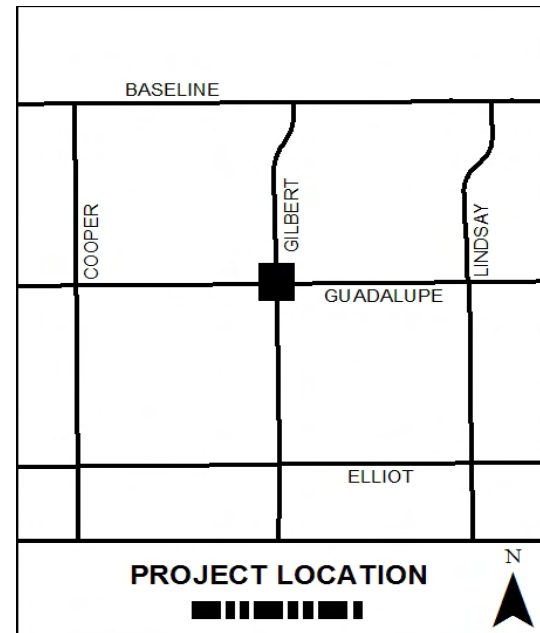 BASELINE
COOPER
GILBERT
LINDSAY
GUADALUPE
ELLIOT
PROJECT LOCATION
N